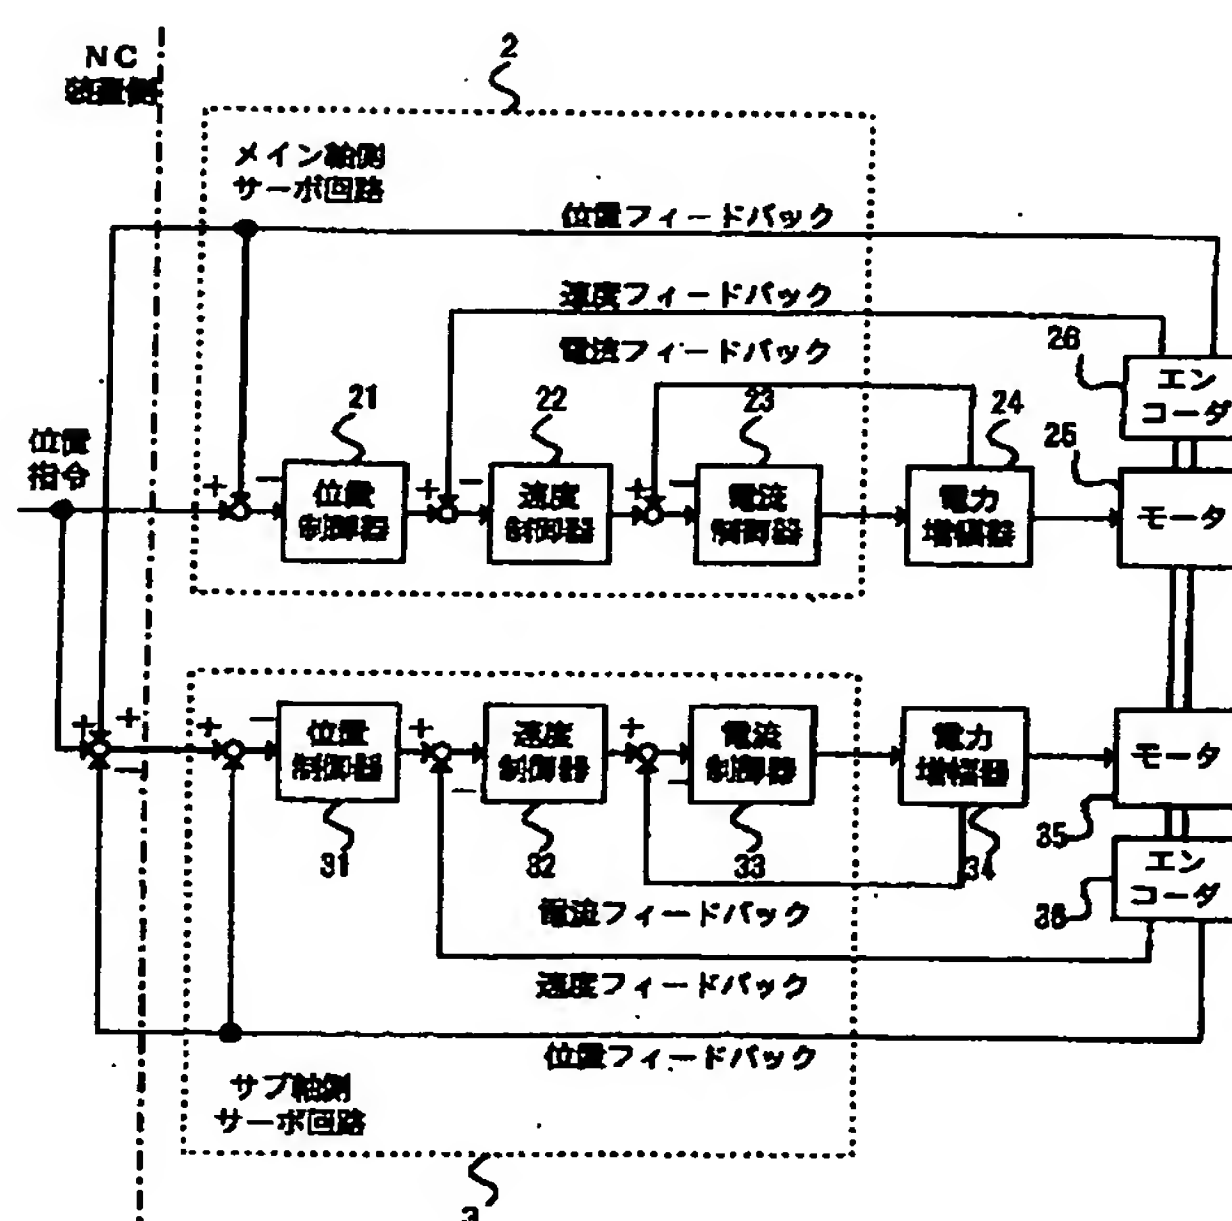 2
NC
装置側
メイン軸側
サーボ回路
位置フィードバック
速度フィードバック
電流フィードバック
26
エン
コーダ
21
22
23
24
25
位置
指令
+
−
位置
制御器
+
−
速度
制御器
+
−
電流
制御器
電力
増幅器
モータ
+
+
−
+
−
位置
制御器
+
−
速度
制御器
+
−
電流
制御器
電力
増幅器
モータ
31
32
33
34
35
エン
コーダ
36
電流フィードバック
速度フィードバック
位置フィードバック
サブ軸側
サーボ回路
3